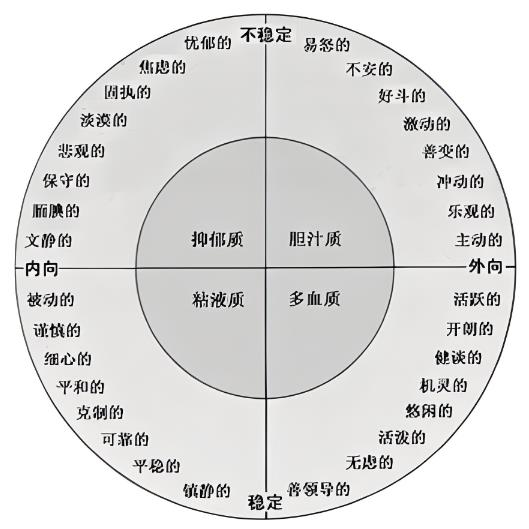 不稳定
忧郁的
易怒的
焦虑的
不安的
固执的
好斗的
淡漠的
激动的
悲观的
善变的
保守的
冲动的
腼腆的
乐观的
文静的
抑郁质
胆汁质
主动的
内向
外向
被动的
粘液质
多血质
活跃的
谨慎的
开朗的
细心的
健谈的
平和的
机灵的
克制的
悠闲的
可靠的
活泼的
平稳的
无虑的
镇静的
善领导的
稳定